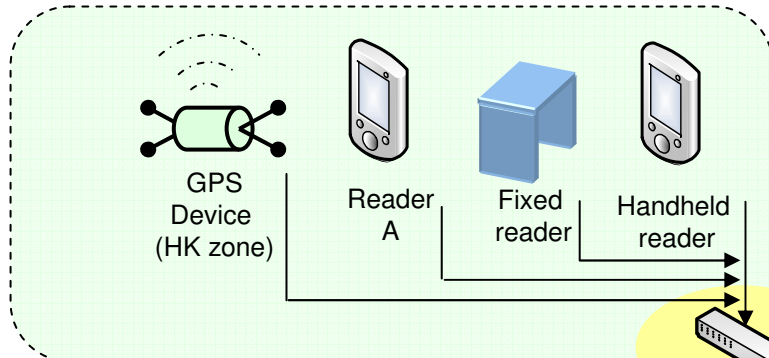 GPS
Device
(HK zone)
Reader
A
Fixed
reader
Handheld
reader